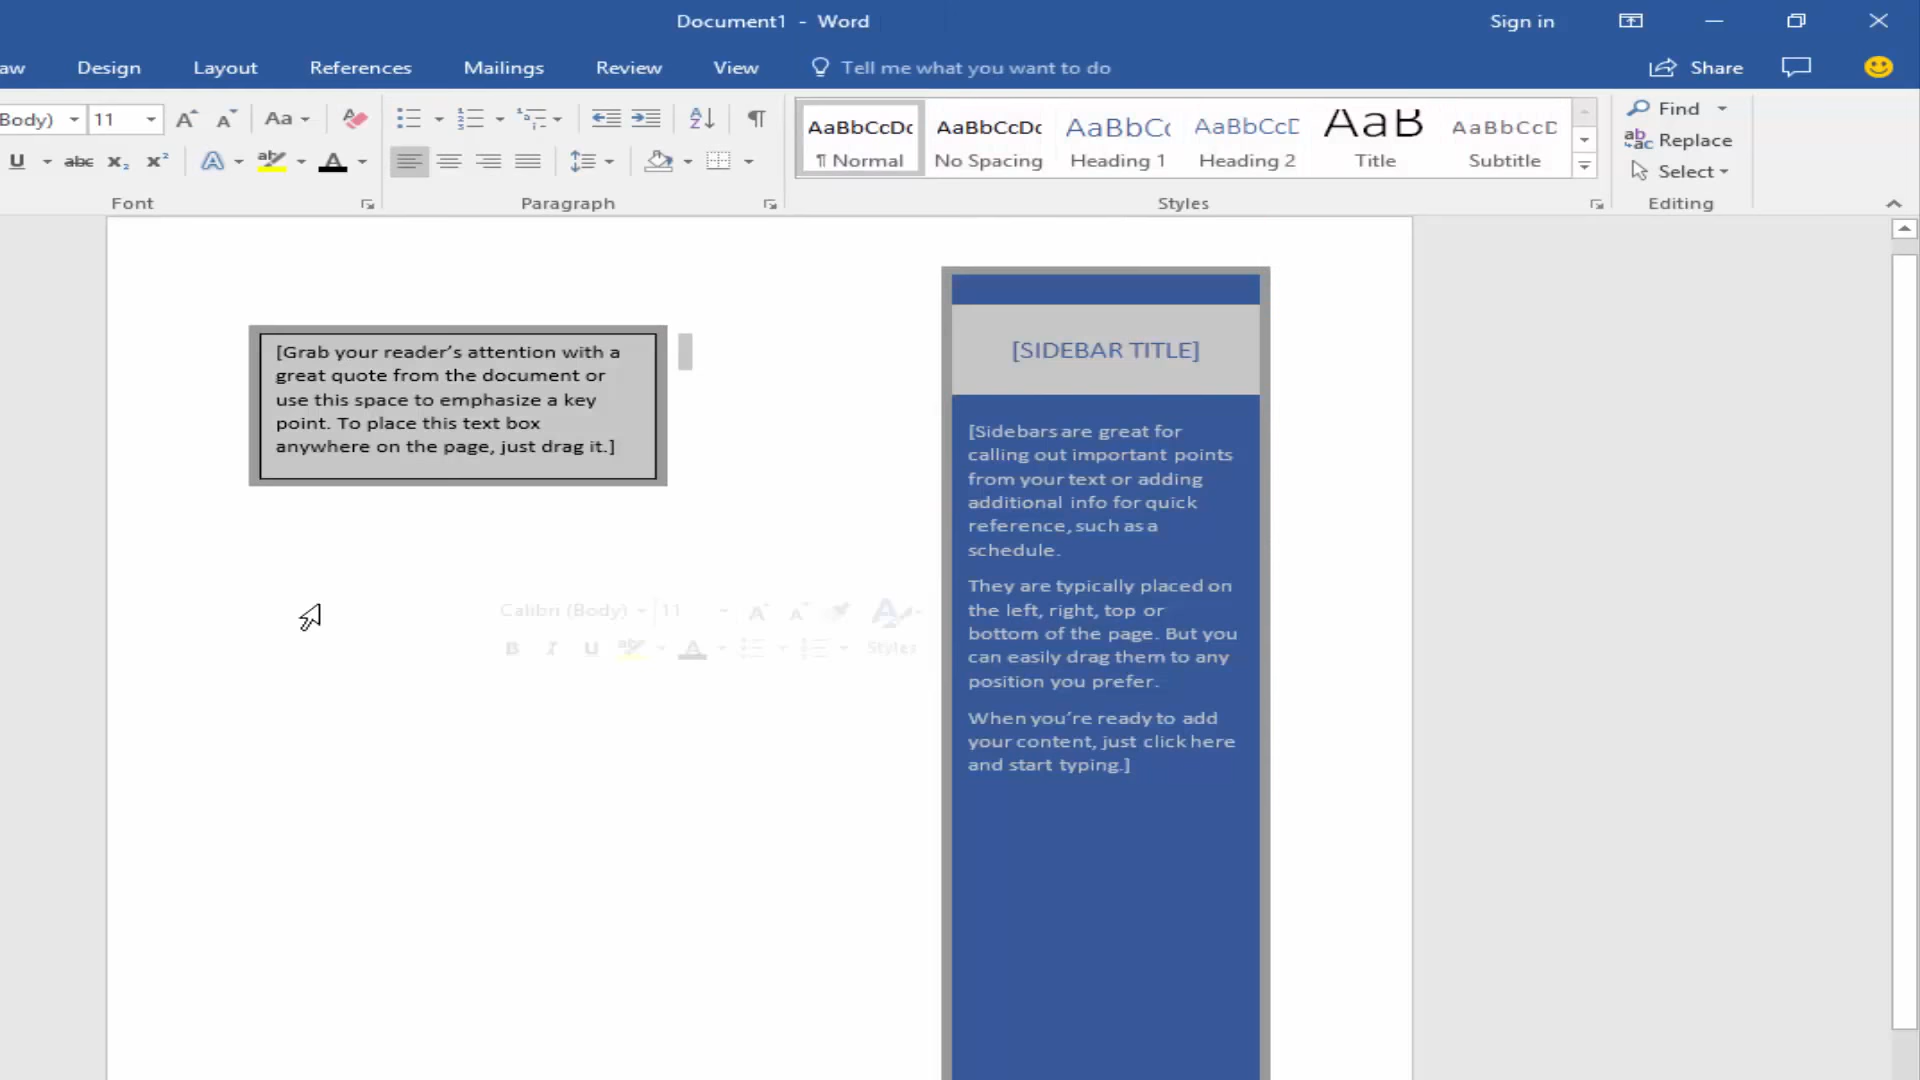 Document1 - Word
Sign in
aw Design Layout References Mailings Review View Tell me what you want to do
Share
Body) 11 Aa
AaBbCcDc AaBbCcDc AaBbCc AaBbCcD AaB AaBbCcD
¶ Normal No Spacing Heading 1 Heading 2 Title Subtitle
Find
Replace
Select
U abc x₂ x² A aby A
Font Paragraph Styles Editing
[Grab your reader’s attention with a
great quote from the document or
use this space to emphasize a key
point. To place this text box
anywhere on the page, just drag it.]
Calibri (Body) 11
B I U aby A Styles
[SIDEBAR TITLE]
[Sidebars are great for
calling out important points
from your text or adding
additional info for quick
reference, such as a
schedule.
They are typically placed on
the left, right, top or
bottom of the page. But you
can easily drag them to any
position you prefer.
When you’re ready to add
your content, just click here
and start typing.]